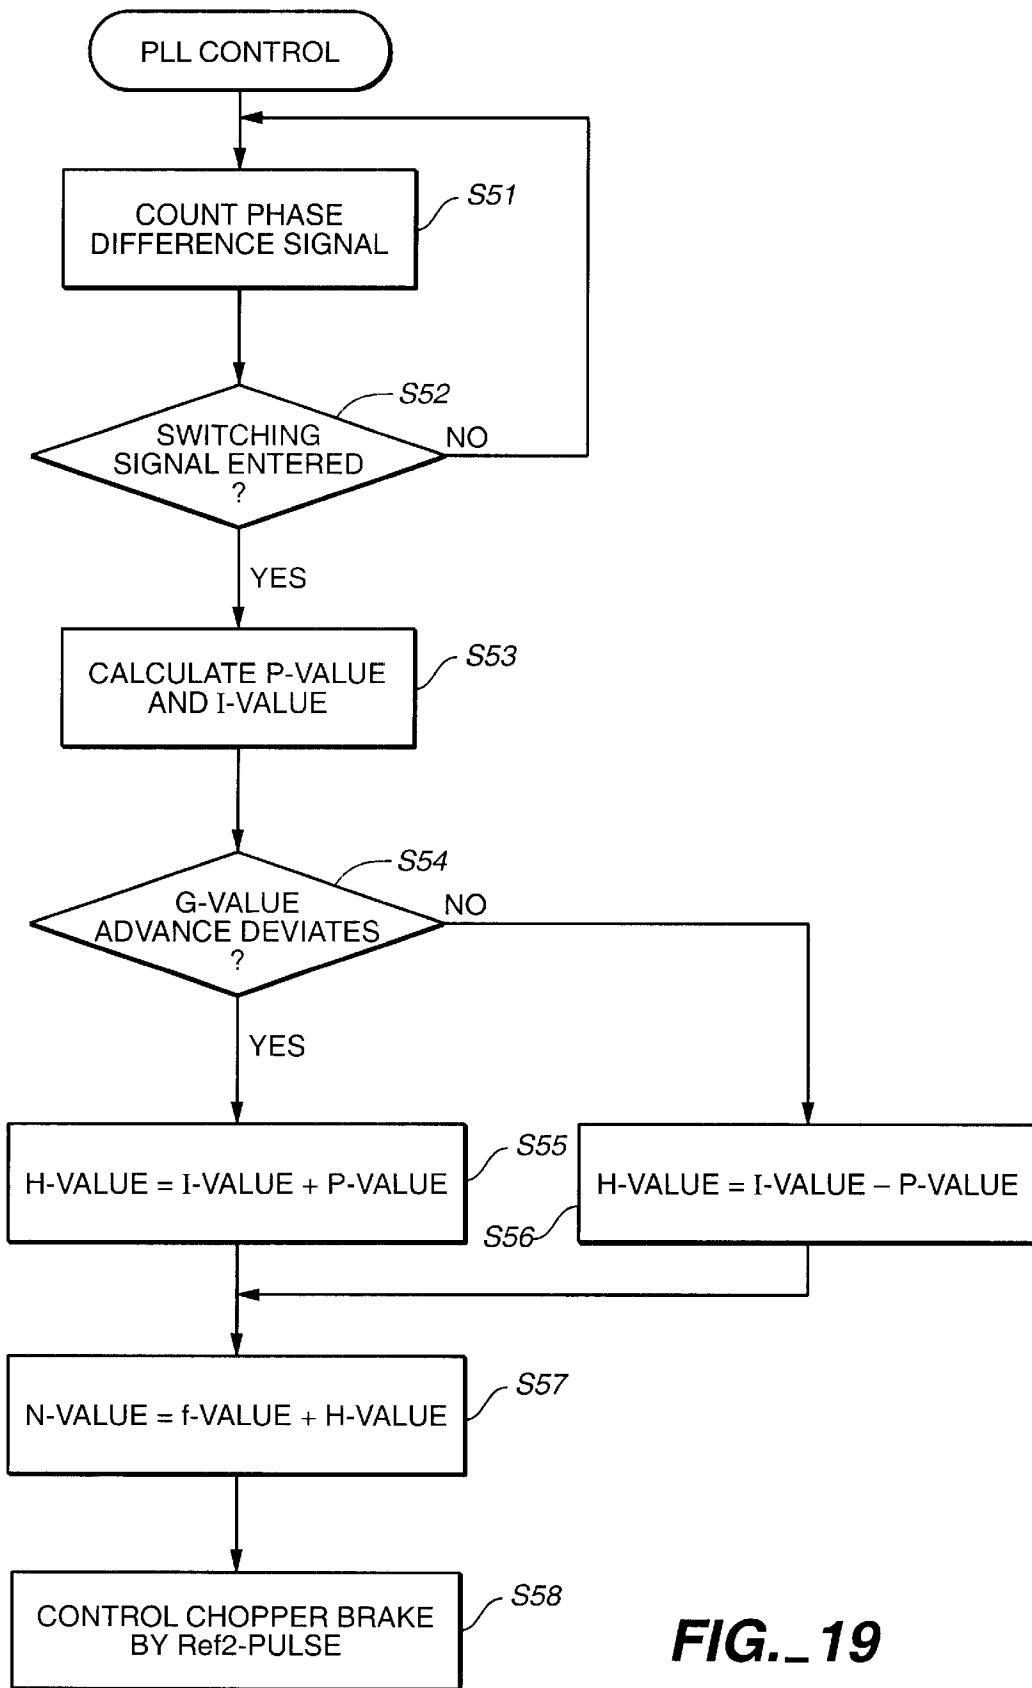 PLL CONTROL
COUNT PHASE
DIFFERENCE SIGNAL
S51
SWITCHING
SIGNAL ENTERED
?
S52
NO
YES
CALCULATE P-VALUE
AND I-VALUE
S53
G-VALUE
ADVANCE DEVIATES
?
S54
NO
YES
H-VALUE = I-VALUE + P-VALUE
S55
H-VALUE = I-VALUE – P-VALUE
S56
N-VALUE = f-VALUE + H-VALUE
S57
CONTROL CHOPPER BRAKE
BY Ref2-PULSE
S58
FIG._19